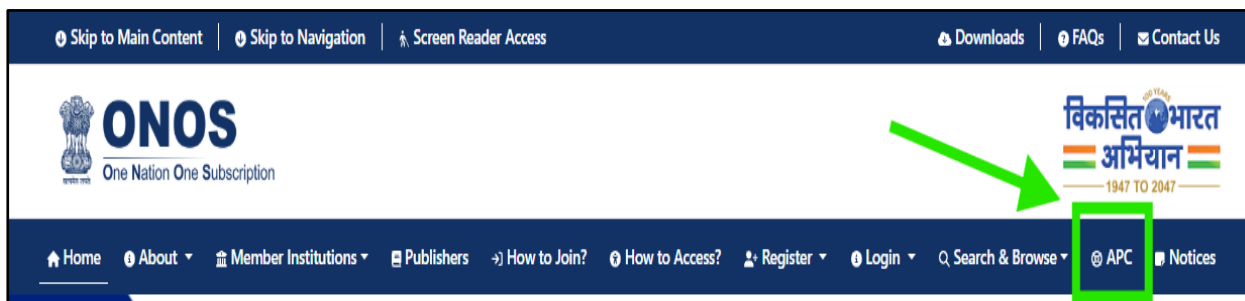 Skip to Main Content Skip to Navigation Screen Reader Access Downloads FAQs Contact Us
ONOS
One Nation One Subscription
100 YEARS
विकसित भारत
अभियान
1947 TO 2047
Home About Member Institutions Publishers How to Join? How to Access? Register Login Search & Browse APC Notices